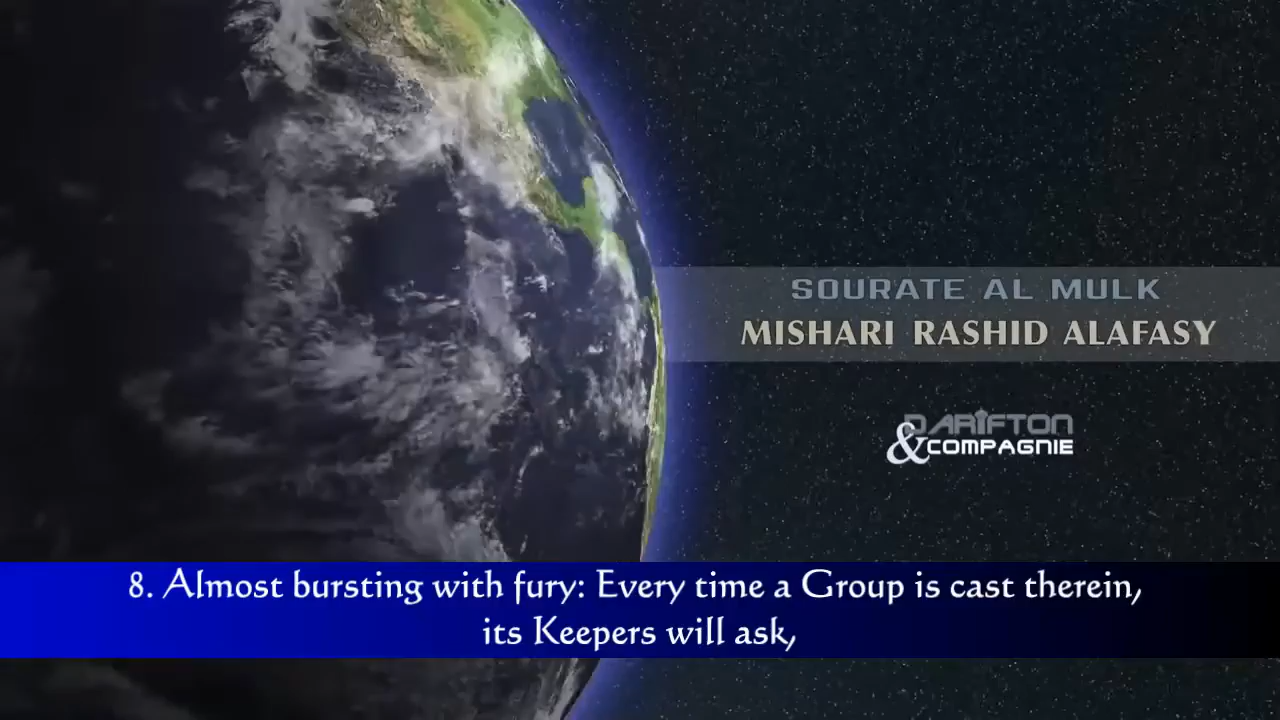 SOURATE AL MULK
MISHARI RASHID ALAFASY
DARIFTON
&COMPAGNIE
8. Almost bursting with fury: Every time a Group is cast therein,
its Keepers will ask,